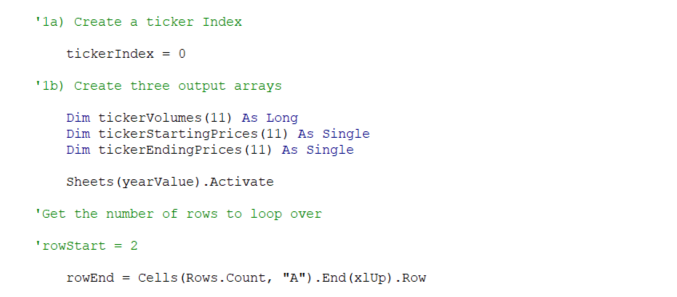 '1a) Create a ticker Index
tickerIndex = 0
'1b) Create three output arrays
Dim tickerVolumes(11) As Long
Dim tickerStartingPrices(11) As Single
Dim tickerEndingPrices(11) As Single
Sheets(yearValue).Activate
'Get the number of rows to loop over
'rowStart = 2
rowEnd = Cells(Rows.Count, "A").End(xlUp).Row